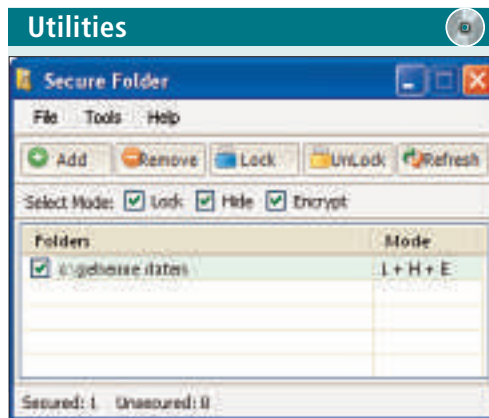 Utilities
Secure Folder
File Tools Help
Add Remove Lock UnLock Refresh
Select Mode: Lock Hide Encrypt
Folders Mode
c:\geheime daten L + H + E
Secured: 1 Unsecured: 0